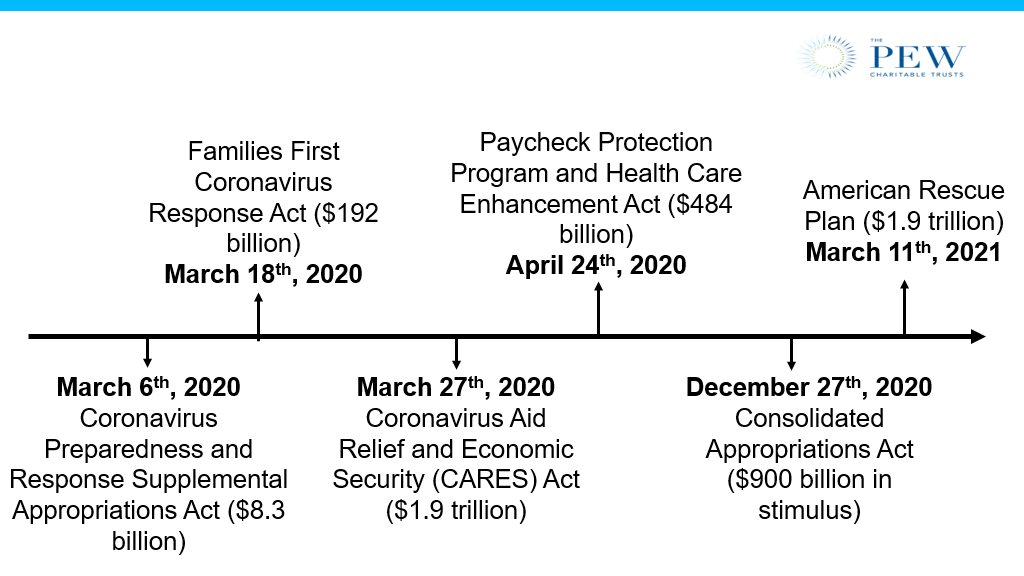 THE
PEW
CHARITABLE TRUSTS
Families First
Coronavirus
Response Act ($192
billion)
March 18th, 2020
Paycheck Protection
Program and Health Care
Enhancement Act ($484
billion)
April 24th, 2020
American Rescue
Plan ($1.9 trillion)
March 11th, 2021
March 6th, 2020
Coronavirus
Preparedness and
Response Supplemental
Appropriations Act ($8.3
billion)
March 27th, 2020
Coronavirus Aid
Relief and Economic
Security (CARES) Act
($1.9 trillion)
December 27th, 2020
Consolidated
Appropriations Act
($900 billion in
stimulus)